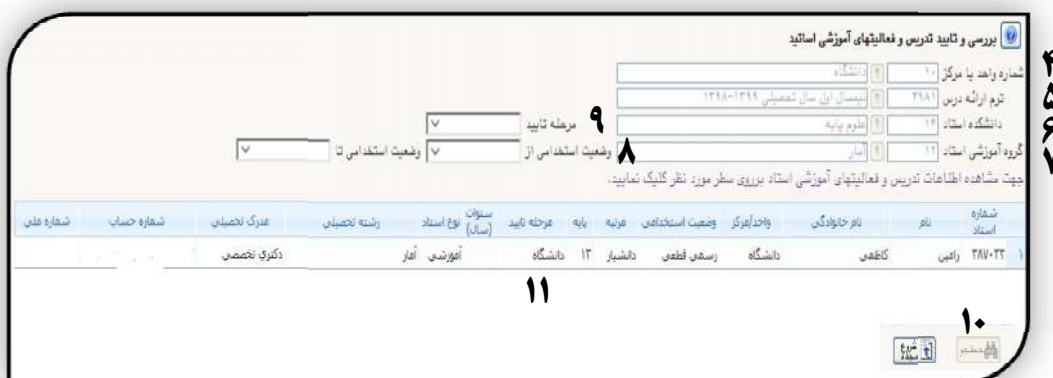 بررسی و تایید تدریس و فعالیتهای آموزشی اساتید
شماره واحد یا مرکز ۱۰ دانشگاه ۴
ترم ارائه درس ۲۹۸۱ نیمسال اول سال تحصیلی ۱۳۹۹-۱۳۹۸ ۵
دانشکده استاد ۱۴ علوم پایه ۹ مرحله تایید ۶
گروه آموزشی استاد ۱۲ آمار ۸ وضعیت استخدامی از وضعیت استخدامی تا ۷
جهت مشاهده اطلاعات تدریس و فعالیتهای آموزشی استاد برروی سطر مورد نظر کلیک نمایید.
شماره استاد نام نام خانوادگی واحد/مرکز وضعیت استخدامی مرتبه پایه مرحله تایید سنوات (سال) نوع استاد رشته تحصیلی مدرک تحصیلی شماره حساب شماره ملی
۱ ۳۸۷۰۳۳ رامین کاظمی دانشگاه رسمی قطعی دانشیار ۱۳ دانشگاه آموزشی آمار دکتري تخصصی
۱۱
۱۰
جستجو